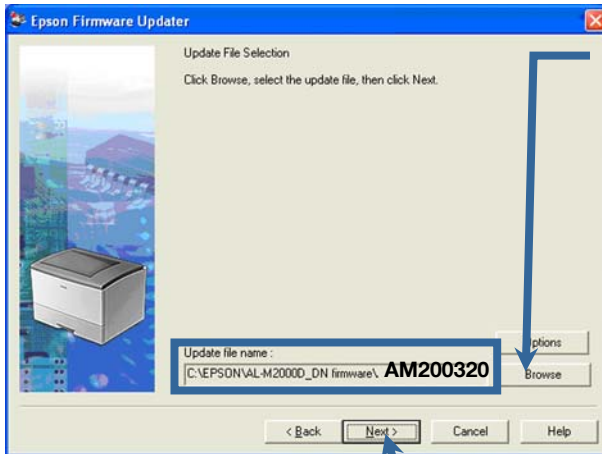 Epson Firmware Updater
Update File Selection
Click Browse, select the update file, then click Next.
Options
Update file name :
C:\EPSON\AL-M2000D_DN firmware\. AM200320
Browse
< Back
Next >
Cancel
Help